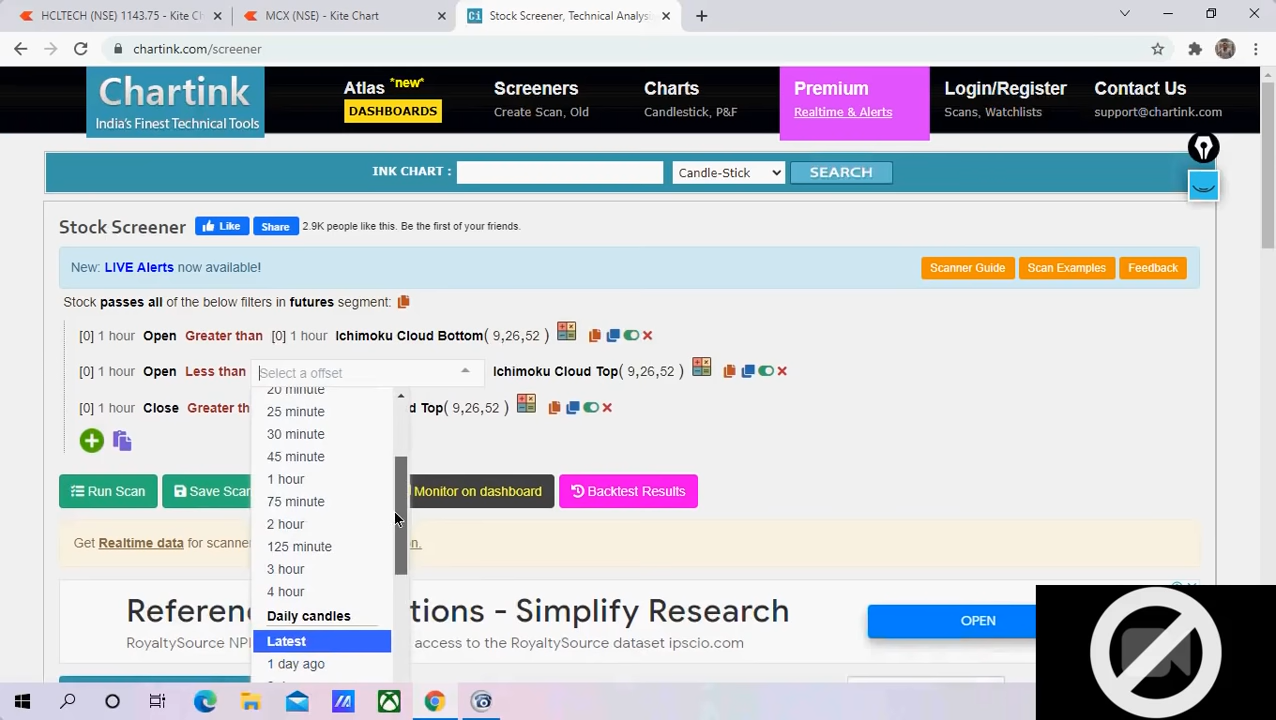 HCLTECH (NSE) 1143.75 - Kite C
MCX (NSE) - Kite Chart
Ci Stock Screener, Technical Analysi
chartink.com/screener
Chartink
India's Finest Technical Tools
Atlas *new*
DASHBOARDS
Screeners
Create Scan, Old
Charts
Candlestick, P&F
Premium
Realtime & Alerts
Login/Register
Scans, Watchlists
Contact Us
support@chartink.com
INK CHART :
Candle-Stick
SEARCH
Stock Screener
Like
Share
2.9K people like this. Be the first of your friends.
New: LIVE Alerts now available!
Scanner Guide
Scan Examples
Feedback
Stock passes all of the below filters in futures segment:
[0] 1 hour Open Greater than [0] 1 hour Ichimoku Cloud Bottom( 9,26,52 )
[0] 1 hour Open Less than Select a offset Ichimoku Cloud Top( 9,26,52 )
[0] 1 hour Close Greater th d Top( 9,26,52 )
20 minute
25 minute
30 minute
45 minute
1 hour
75 minute
2 hour
125 minute
3 hour
4 hour
Daily candles
Latest
1 day ago
Run Scan
Save Scan
Monitor on dashboard
Backtest Results
Get Realtime data for scanner on.
Referenc tions - Simplify Research
RoyaltySource NPI access to the RoyaltySource dataset ipscio.com
OPEN